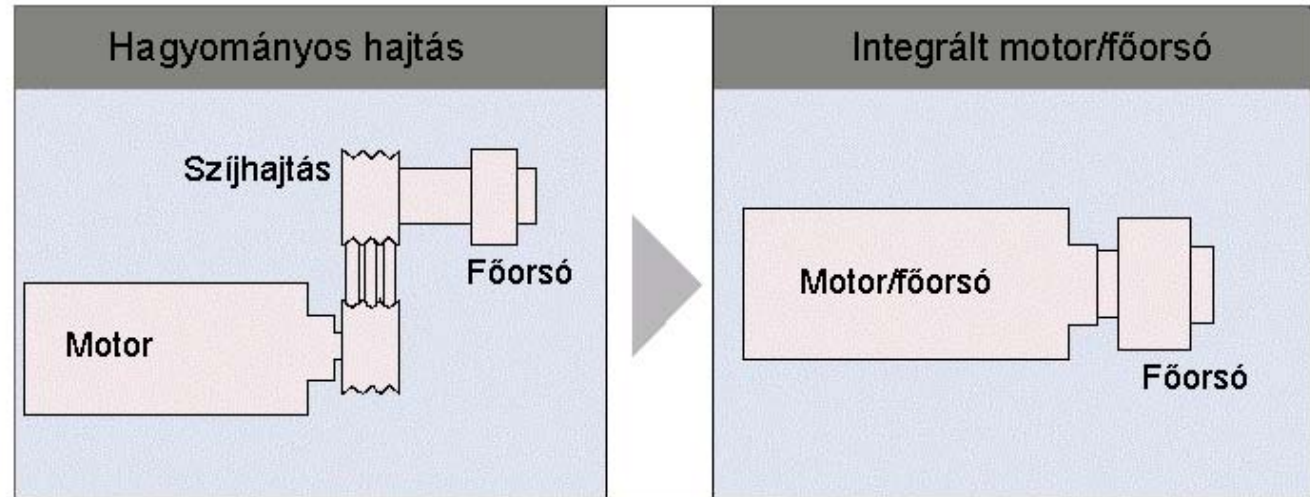 Hagyományos hajtás
Szíjhajtás
Főorsó
Motor
Integrált motor/főorsó
Motor/főorsó
Főorsó